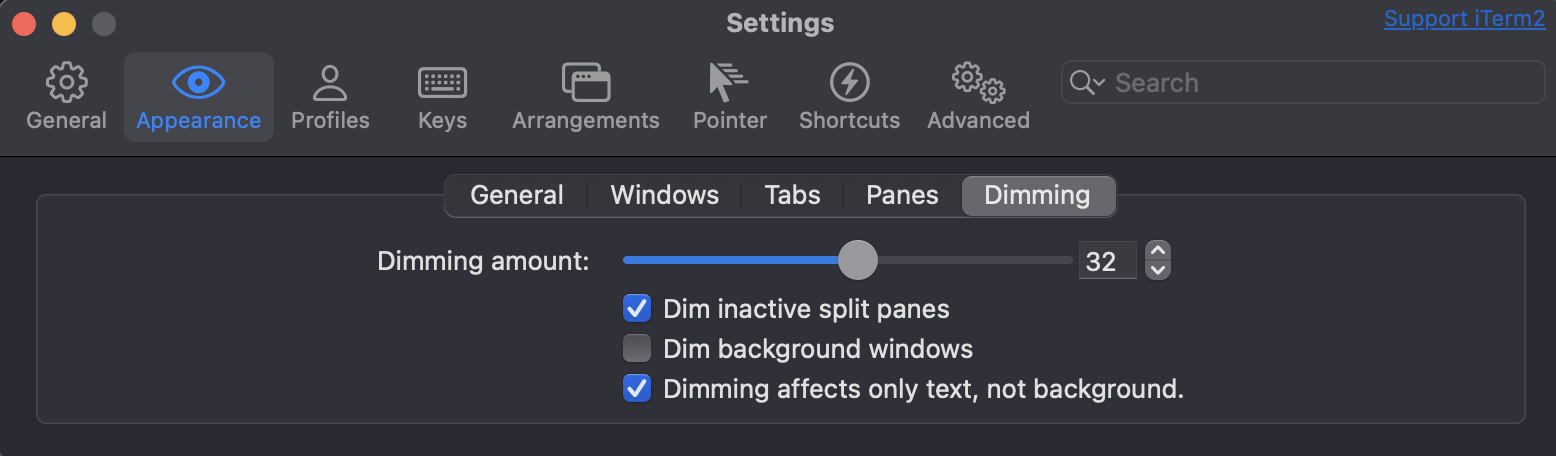 Settings
Support iTerm2
General Appearance Profiles Keys Arrangements Pointer Shortcuts Advanced Search
General Windows Tabs Panes Dimming
Dimming amount: 32
Dim inactive split panes
Dim background windows
Dimming affects only text, not background.